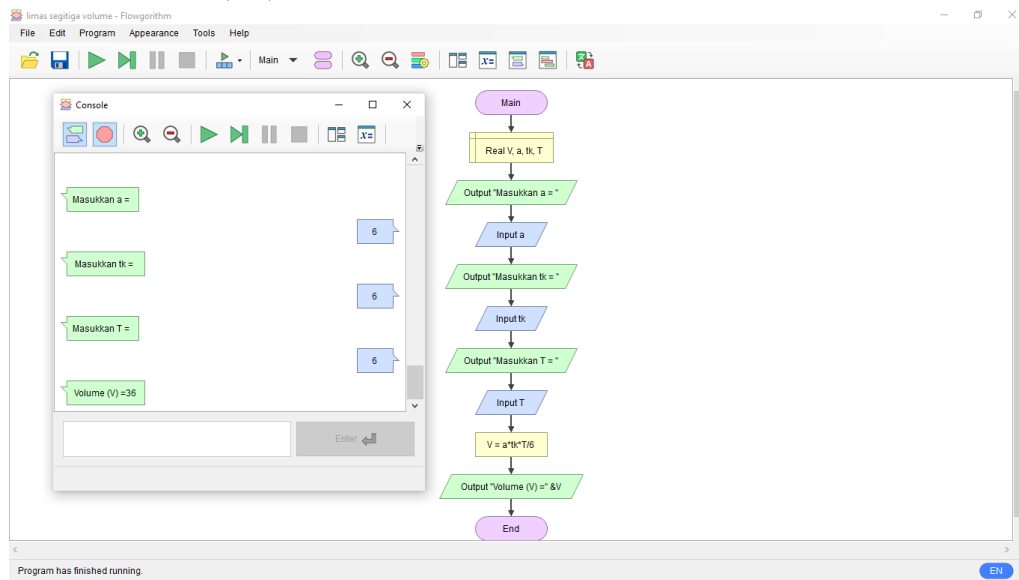 limas segitiga volume - Flowgorithm
File Edit Program Appearance Tools Help
Main
x=
Console
x=
Masukkan a =
6
Masukkan tk =
6
Masukkan T =
6
Volume (V) =36
Enter
Main
Real V, a, tk, T
Output "Masukkan a = "
Input a
Output "Masukkan tk = "
Input tk
Output "Masukkan T = "
Input T
V = a*tk*T/6
Output "Volume (V) =" &V
End
Program has finished running.
EN